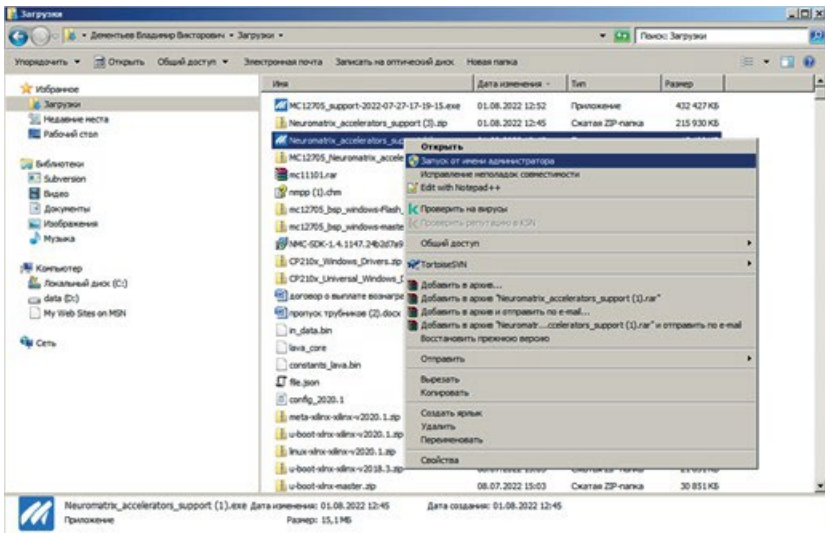 Загрузки
Дементьев Владимир Викторович
Загрузки
Поиск: Загрузки
Упорядочить
Открыть
Общий доступ
Электронная почта
Записать на оптический диск
Новая папка
Избранное
Загрузки
Недавние места
Рабочий стол
Библиотеки
Subversion
Видео
Документы
Изображения
Музыка
Компьютер
Локальный диск (C:)
data (D:)
My Web Sites on MSN
Сеть
Имя Дата изменения Тип Размер
MC12705_support-2022-07-27-17-19-15.exe 01.08.2022 12:52 Приложение 432 427 КБ
Neuromatrix_accelerators_support (3).zip 01.08.2022 12:45 Сжатая ZIP-папка 215 930 КБ
Neuromatrix_accelerators_sup
MC12705_Neuromatrix_accele
mc11101.rar
nmpp (1).chm
mc12705_bsp_windows-flash_
mc12705_bsp_windows-maste
NMC-SDK-1.4.1147.24b2d7a9
CP210x_Windows_Drivers.zip
CP210x_Universal_Windows_D
договор о выплате вознагра
пропуск трубников (2).docx
in_data.bin
lava_core
constants_lava.bin
file.json
config_2020.1
meta-xilinx-xilinx-v2020.1.zip
u-boot-xlnx-xilinx-v2020.1.zip
linux-xlnx-xilinx-v2020.1.zip
u-boot-xlnx-xilinx-v2018.3.zip
u-boot-xlnx-master.zip 08.07.2022 15:03 Сжатая ZIP-папка 30 851 КБ
Открыть
Запуск от имени администратора
Исправление неполадок совместимости
Edit with Notepad++
Проверить на вирусы
Проверить репутацию в KSN
Общий доступ
TortoiseSVN
Добавить в архив...
Добавить в архив "Neuromatrix_accelerators_support (1).rar"
Добавить в архив и отправить по e-mail...
Добавить в архив "Neuromatr...ccelerators_support (1).rar" и отправить по e-mail
Восстановить прежнюю версию
Отправить
Вырезать
Копировать
Создать ярлык
Удалить
Переименовать
Свойства
Neuromatrix_accelerators_support (1).exe Дата изменения: 01.08.2022 12:45 Дата создания: 01.08.2022 12:45
Приложение Размер: 15,1 МБ